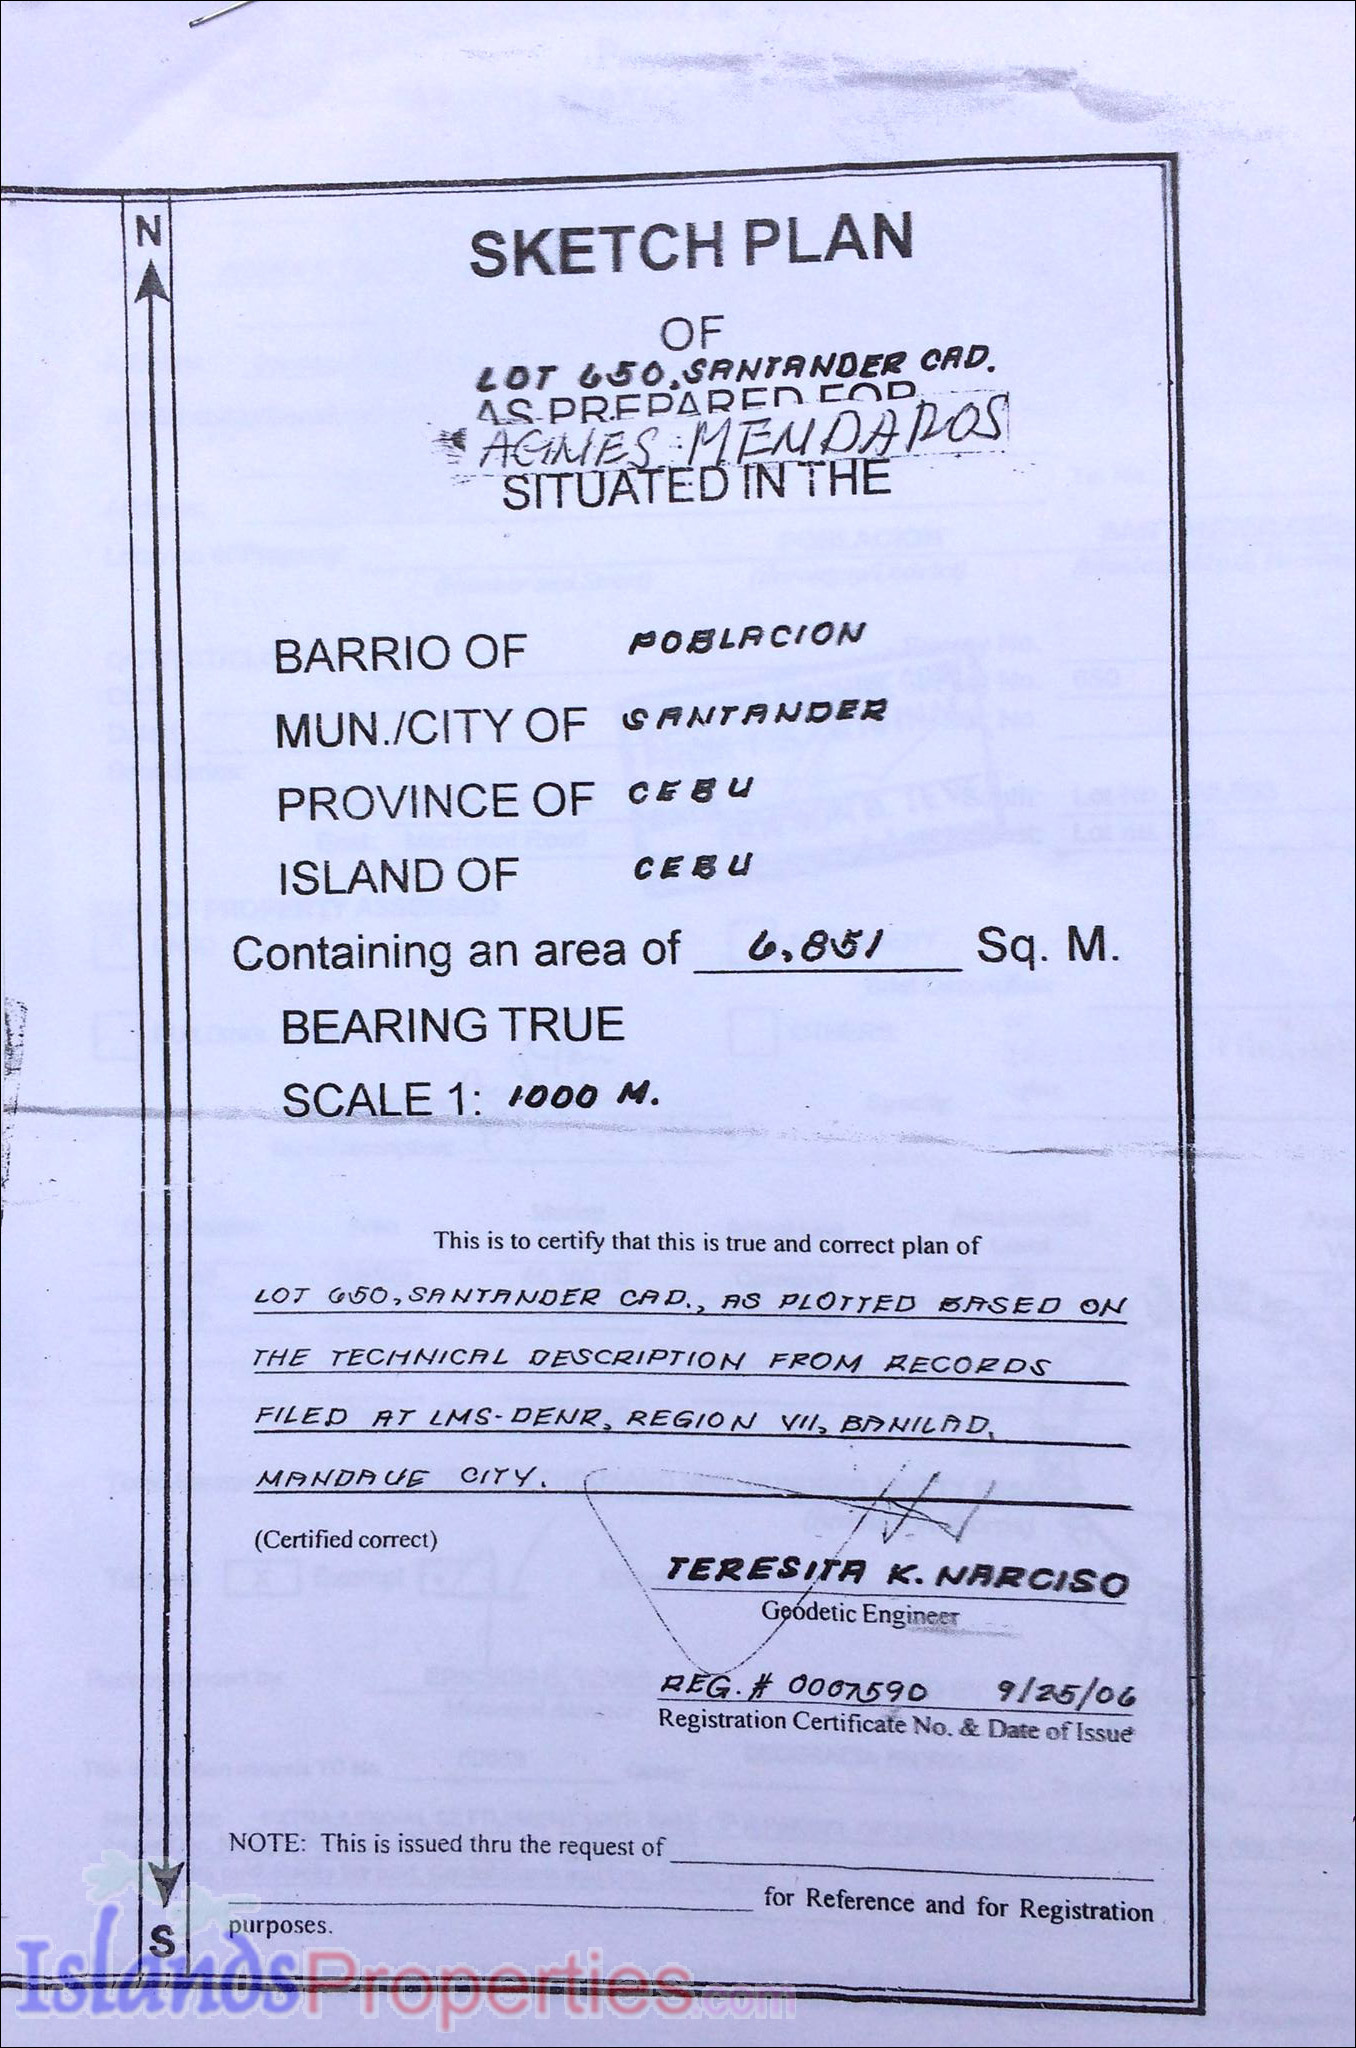 N
SKETCH PLAN
OF
LOT 650, SANTANDER CAD.
AS PREPARED FOR
AGNES MENDAROS
SITUATED IN THE
BARRIO OF POBLACION
MUN./CITY OF SANTANDER
PROVINCE OF CEBU
ISLAND OF CEBU
Containing an area of 6,851 Sq. M.
BEARING TRUE
SCALE 1: 1000 M.
This is to certify that this is true and correct plan of
LOT 650, SANTANDER CAD., AS PLOTTED BASED ON
THE TECHNICAL DESCRIPTION FROM RECORDS
FILED AT LMS-DENR, REGION VII, BANILAD,
MANDAUE CITY.
(Certified correct)
TERESITA K. NARCISO
Geodetic Engineer
REG. # 0007590 9/25/06
Registration Certificate No. & Date of Issue
NOTE: This is issued thru the request of
for Reference and for Registration
purposes.
S
IslandsProperties.com